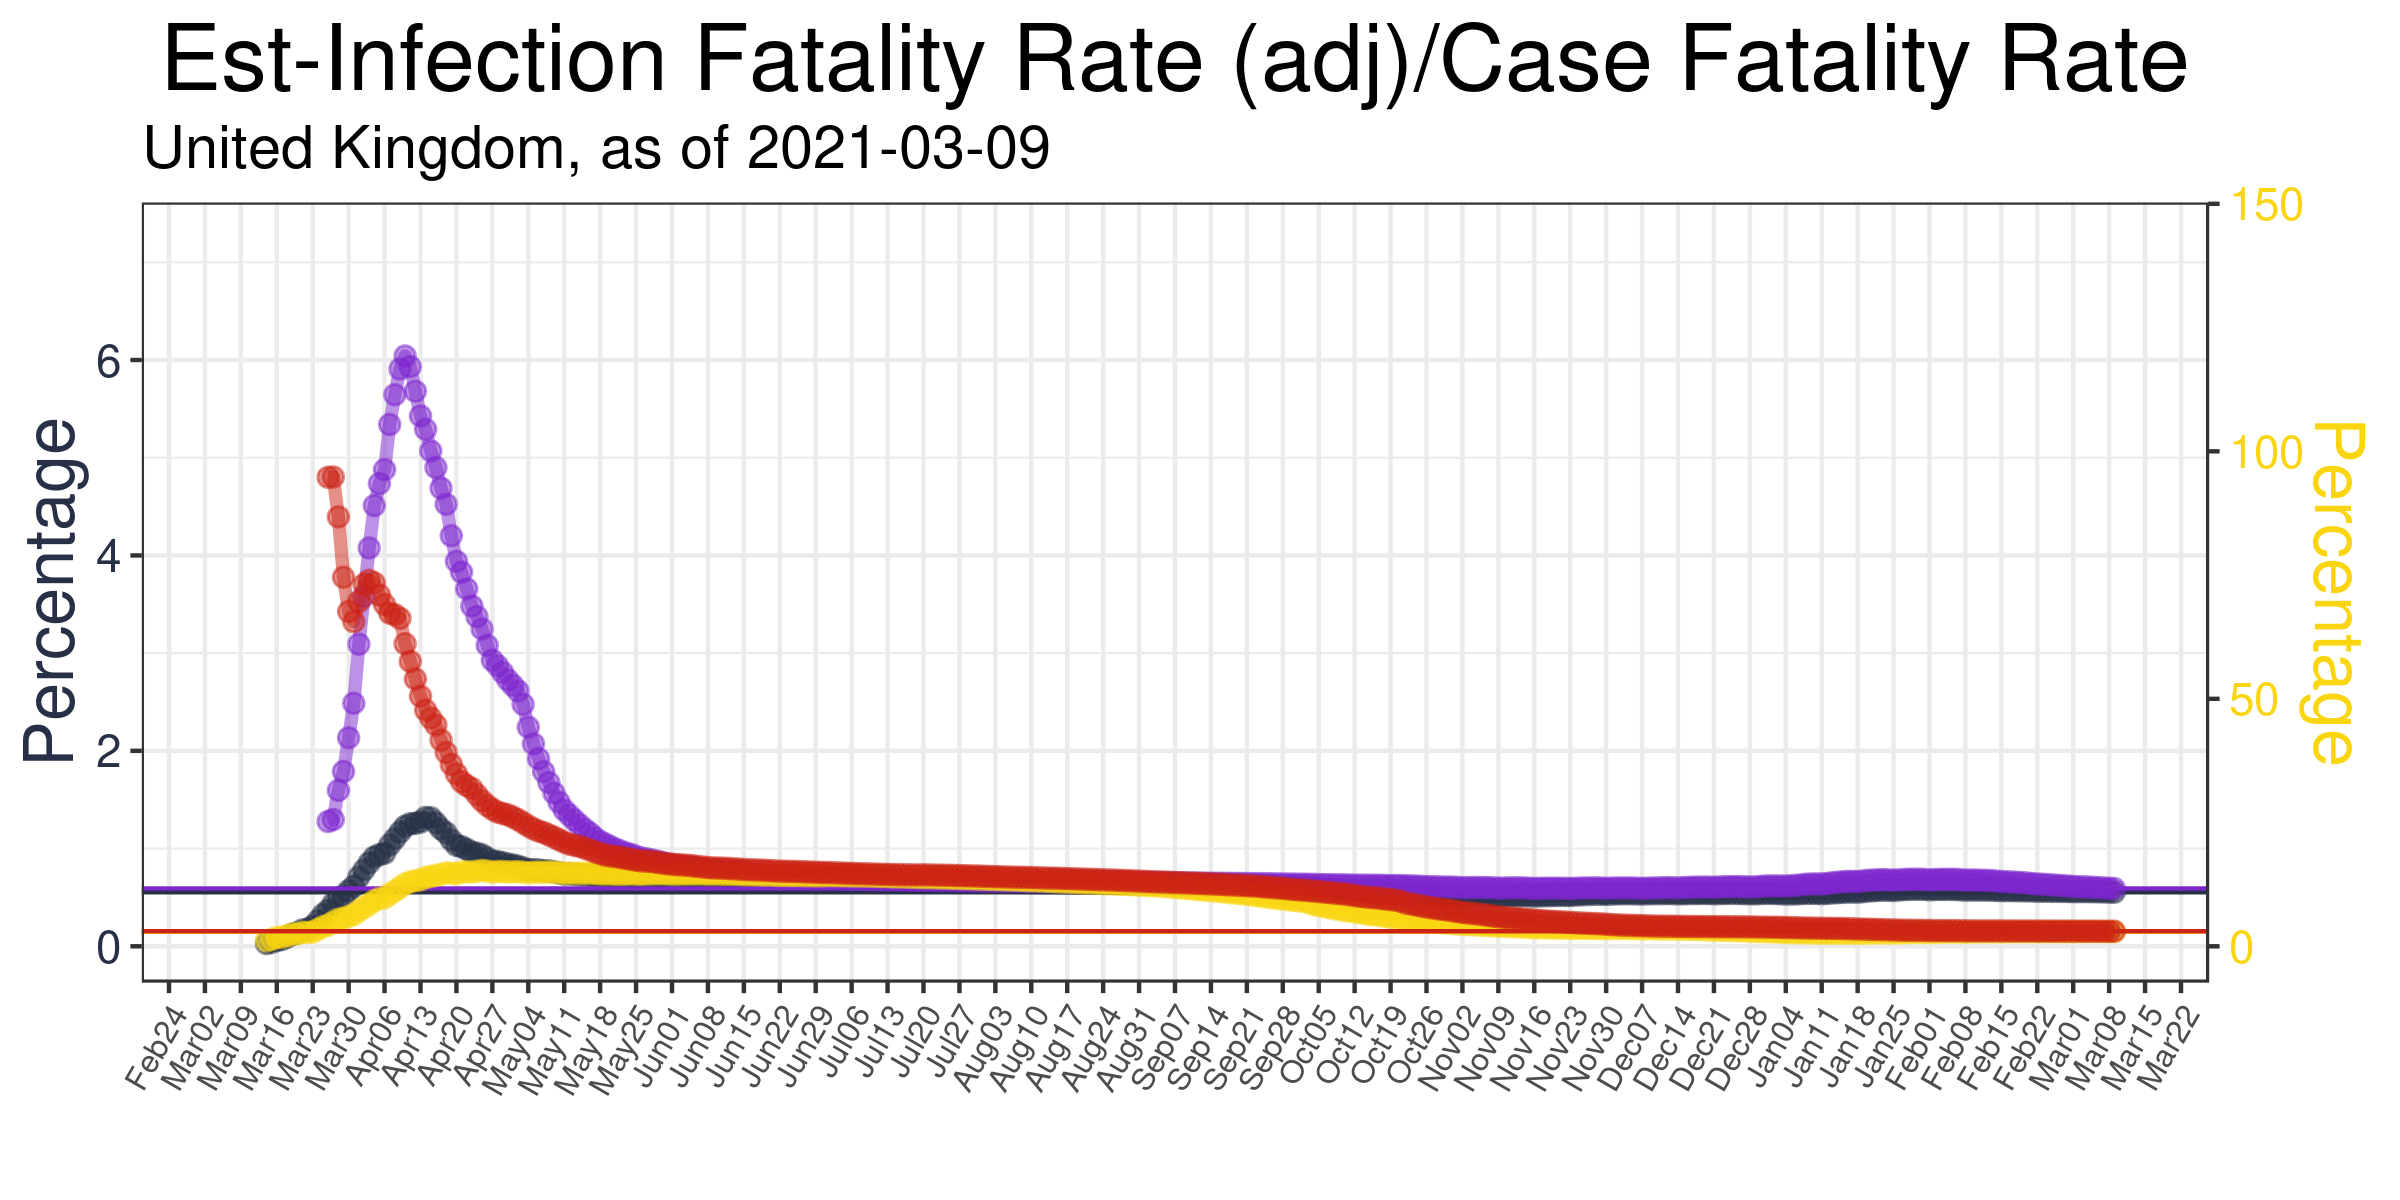 Est-Infection Fatality Rate (adj)/Case Fatality Rate
United Kingdom, as of 2021-03-09
Percentage
6
4
2
0
150
100
50
0
Percentage
Feb24
Mar02
Mar09
Mar16
Mar23
Mar30
Apr06
Apr13
Apr20
Apr27
May04
May11
May18
May25
Jun01
Jun08
Jun15
Jun22
Jun29
Jul06
Jul13
Jul20
Jul27
Aug03
Aug10
Aug17
Aug24
Aug31
Sep07
Sep14
Sep21
Sep28
Oct05
Oct12
Oct19
Oct26
Nov02
Nov09
Nov16
Nov23
Nov30
Dec07
Dec14
Dec21
Dec28
Jan04
Jan11
Jan18
Jan25
Feb01
Feb08
Feb15
Feb22
Mar01
Mar08
Mar15
Mar22